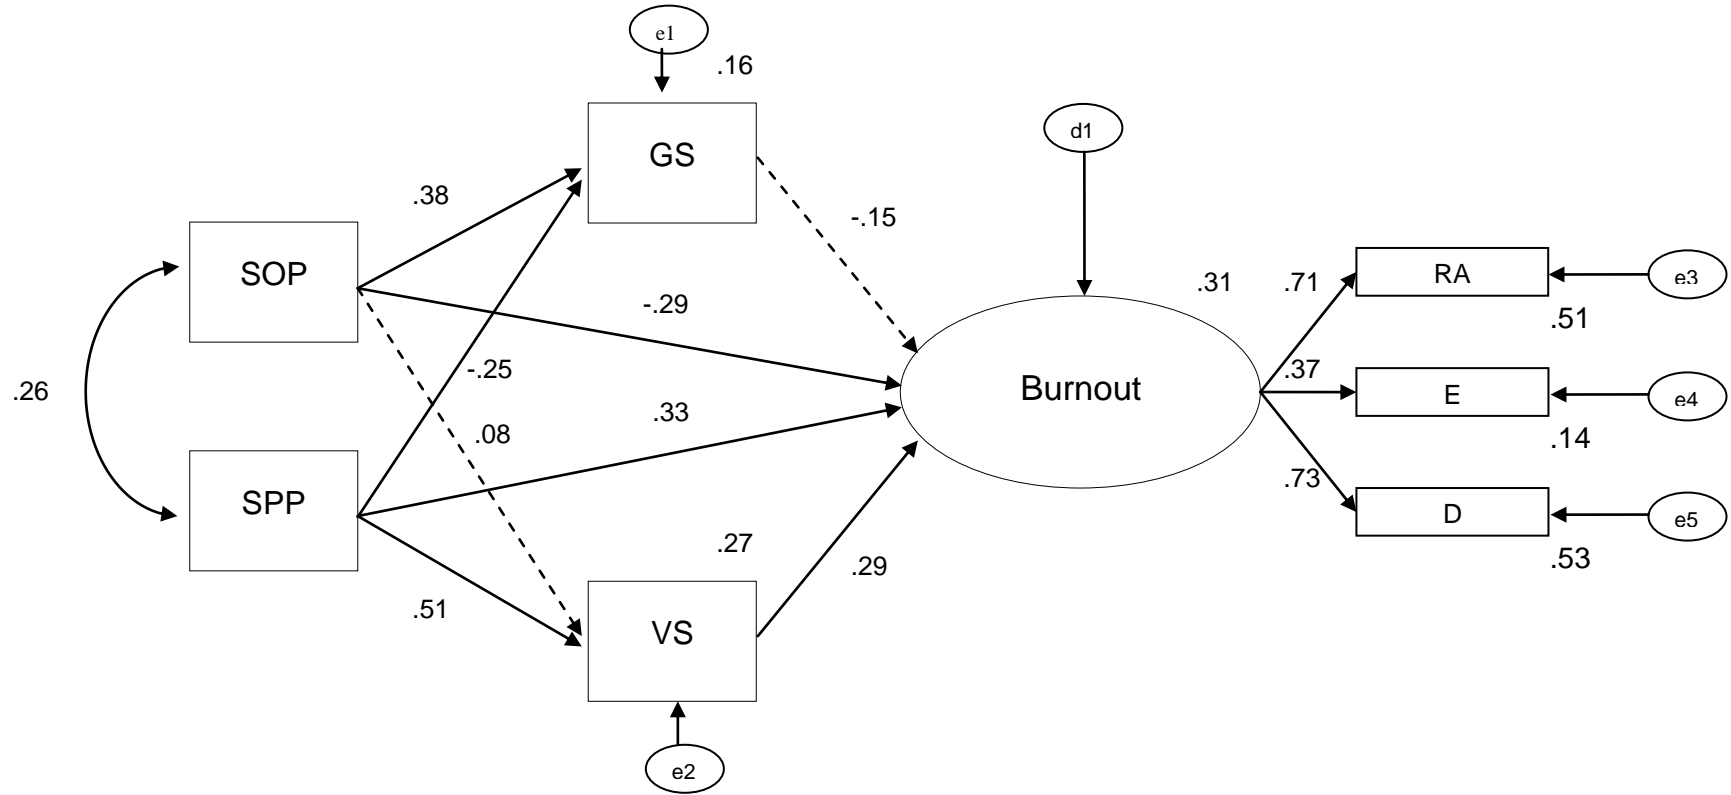 e1
.16
GS
d1
.38
-.15
SOP
-.29
.31
.71
RA
e3
.51
.26
-.25
.37
Burnout
E
e4
.33
.08
.14
SPP
.73
D
e5
.27
.29
.53
.51
VS
e2